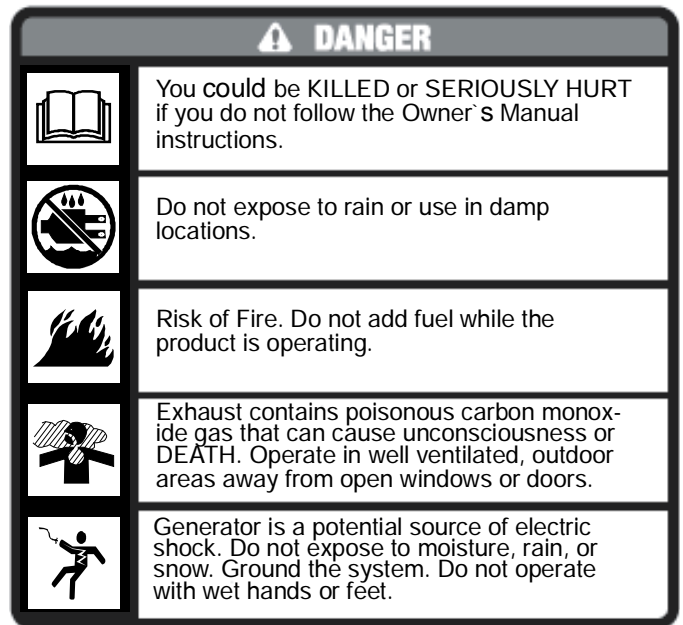 DANGER
You could be KILLED or SERIOUSLY HURT
if you do not follow the Owner`s Manual
instructions.
Do not expose to rain or use in damp
locations.
Risk of Fire. Do not add fuel while the
product is operating.
Exhaust contains poisonous carbon monox-
ide gas that can cause unconsciousness or
DEATH. Operate in well ventilated, outdoor
areas away from open windows or doors.
Generator is a potential source of electric
shock. Do not expose to moisture, rain, or
snow. Ground the system. Do not operate
with wet hands or feet.